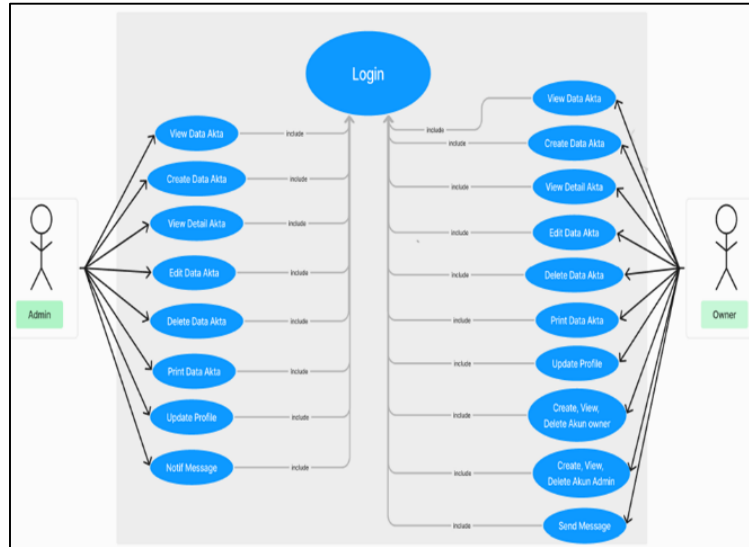 Login
View Data Akta
include
Create Data Akta
include
View Detail Akta
include
Edit Data Akta
include
Delete Data Akta
include
Print Data Akta
include
Update Profile
include
Notif Message
include
Admin
View Data Akta
include
Create Data Akta
include
View Detail Akta
include
Edit Data Akta
include
Delete Data Akta
include
Print Data Akta
include
Update Profile
include
Create, View,
Delete Akun owner
include
Create, View,
Delete Akun Admin
include
Send Message
include
Owner